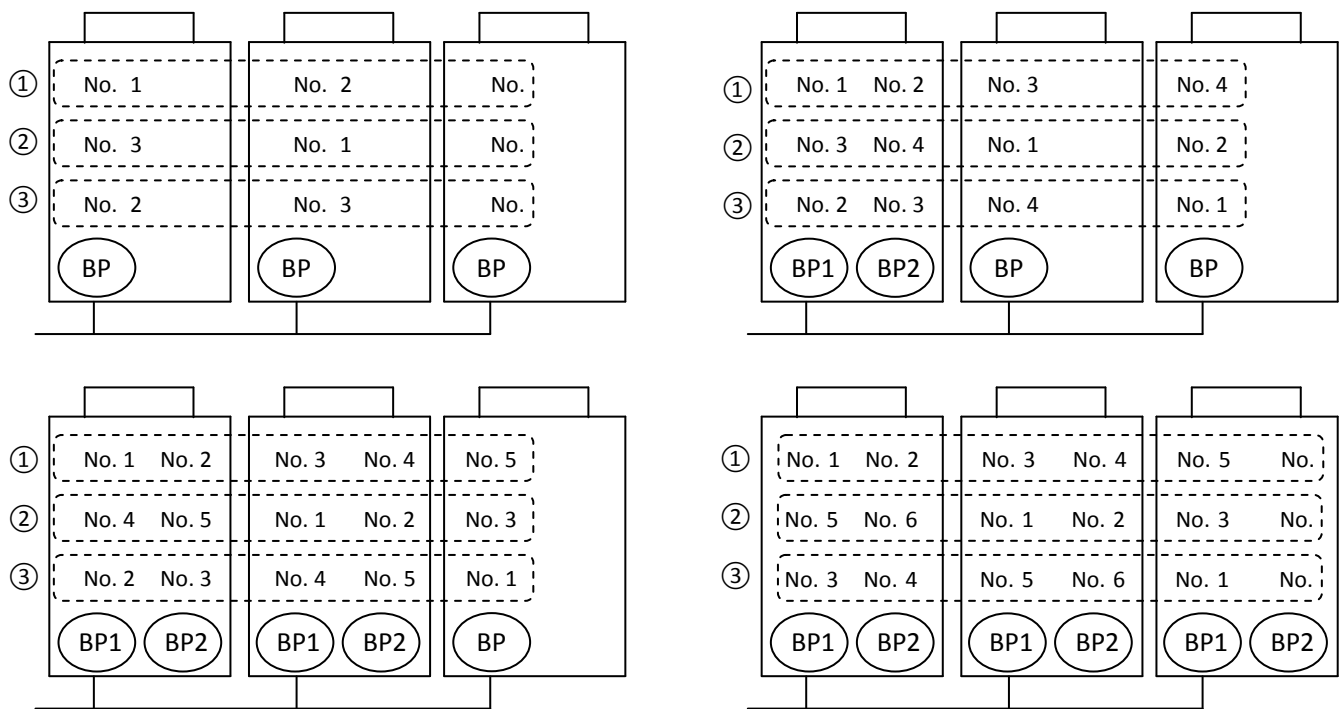 ① No. 1 No. 2 No.
② No. 3 No. 1 No.
③ No. 2 No. 3 No.
BP BP BP
① No. 1 No. 2 No. 3 No. 4
② No. 3 No. 4 No. 1 No. 2
③ No. 2 No. 3 No. 4 No. 1
BP1 BP2 BP BP
① No. 1 No. 2 No. 3 No. 4 No. 5
② No. 4 No. 5 No. 1 No. 2 No. 3
③ No. 2 No. 3 No. 4 No. 5 No. 1
BP1 BP2 BP1 BP2 BP
① No. 1 No. 2 No. 3 No. 4 No. 5 No.
② No. 5 No. 6 No. 1 No. 2 No. 3 No.
③ No. 3 No. 4 No. 5 No. 6 No. 1 No.
BP1 BP2 BP1 BP2 BP1 BP2